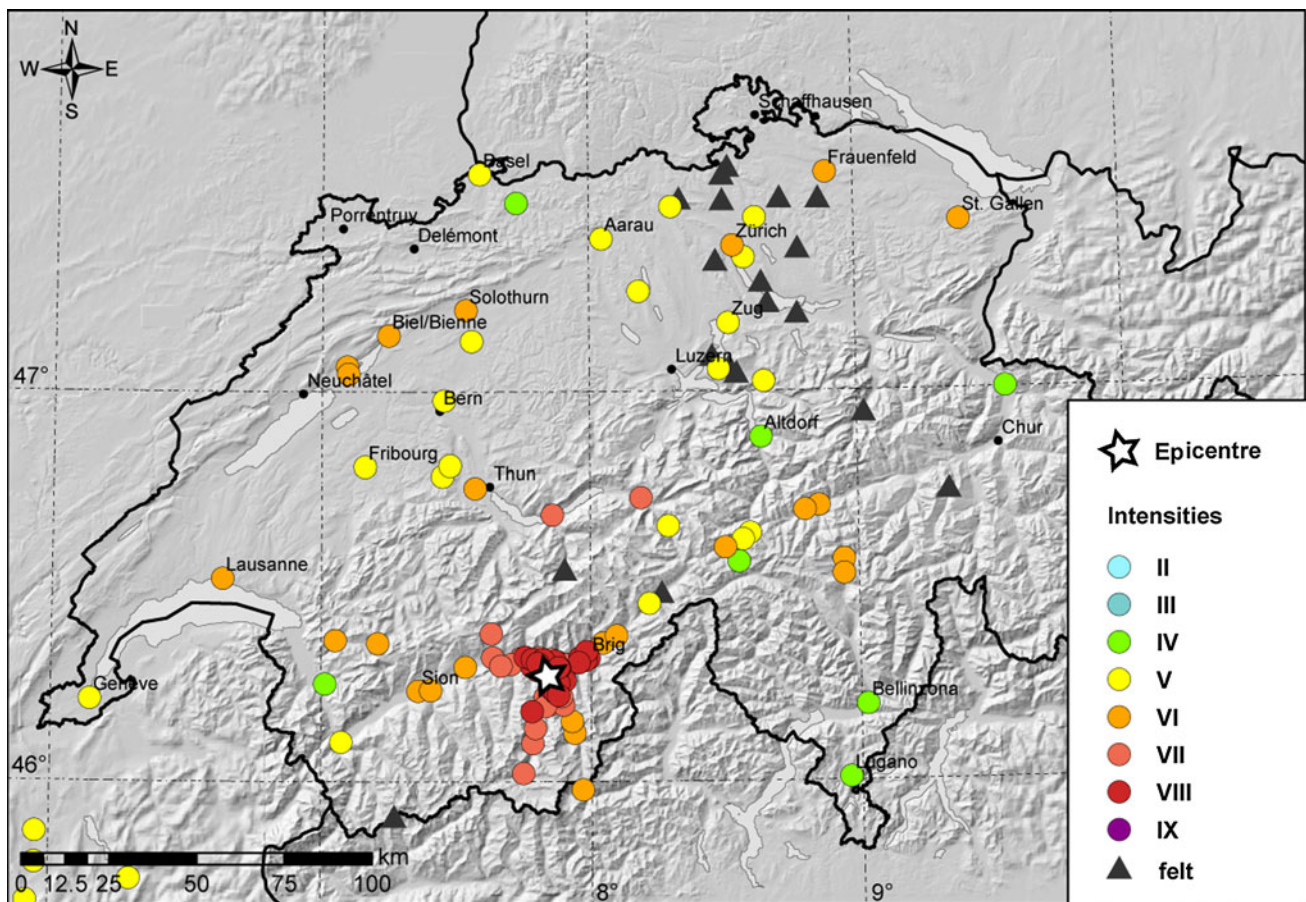 N
W E
S
Schaffhausen
Basel
Frauenfeld
St. Gallen
Porrentruy
Delémont
Aarau
Zürich
Solothurn
Biel/Bienne
Zug
Luzern
Neuchâtel
47°
Bern
Altdorf
Chur
Fribourg
Thun
Lausanne
Brig
Sion
Genève
Bellinzona
46°
Lugano
km
0 12.5 25 50 75 100
8°
9°
Epicentre
Intensities
II
III
IV
V
VI
VII
VIII
IX
felt